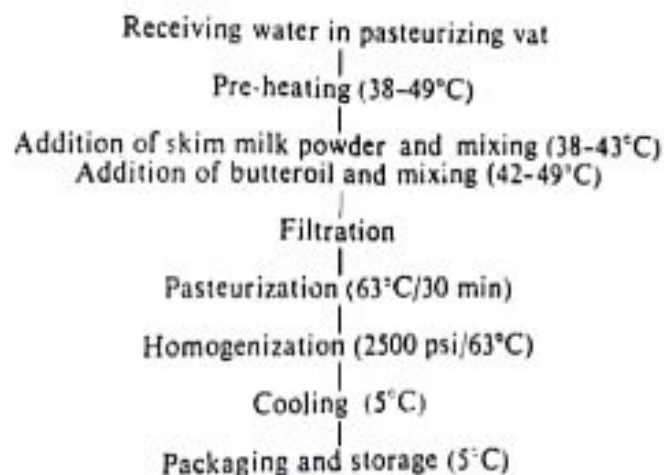 Receiving water in pasteurizing vat
Pre-heating (38–49°C)
Addition of skim milk powder and mixing (38-43°C)
Addition of butteroil and mixing (42-49°C)
Filtration
Pasteurization (63°C/30 min)
Homogenization (2500 psi/63°C)
Cooling (5°C)
Packaging and storage (5°C)